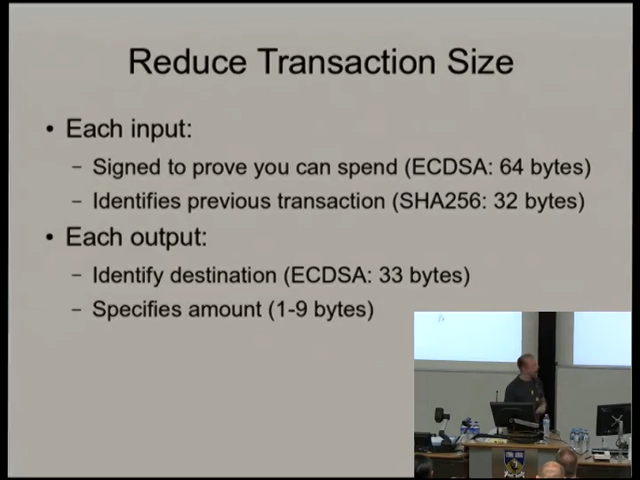 Reduce Transaction Size
• Each input:
– Signed to prove you can spend (ECDSA: 64 bytes)
– Identifies previous transaction (SHA256: 32 bytes)
• Each output:
– Identify destination (ECDSA: 33 bytes)
– Specifies amount (1-9 bytes)